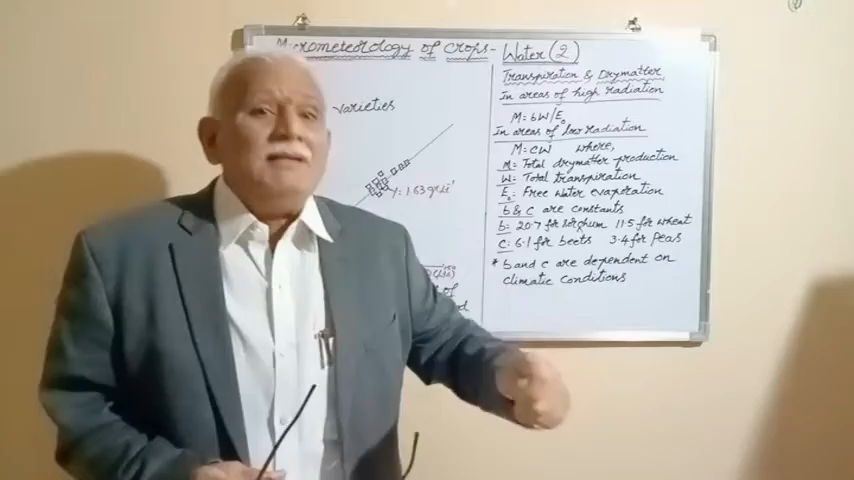 Micrometeorology of crops - Water (2)
varieties
of
Transpiration & Drymatter
In areas of high radiation
M = bW/E₀
In areas of low radiation
M = CW where,
M = Total drymatter production
W = Total transpiration
E₀ = Free water evaporation
b & c are constants
b = 20.7 for sorghum 11.5 for wheat
C = 6.1 for beets 3.4 for Peas
* b and c are dependent on
climatic conditions